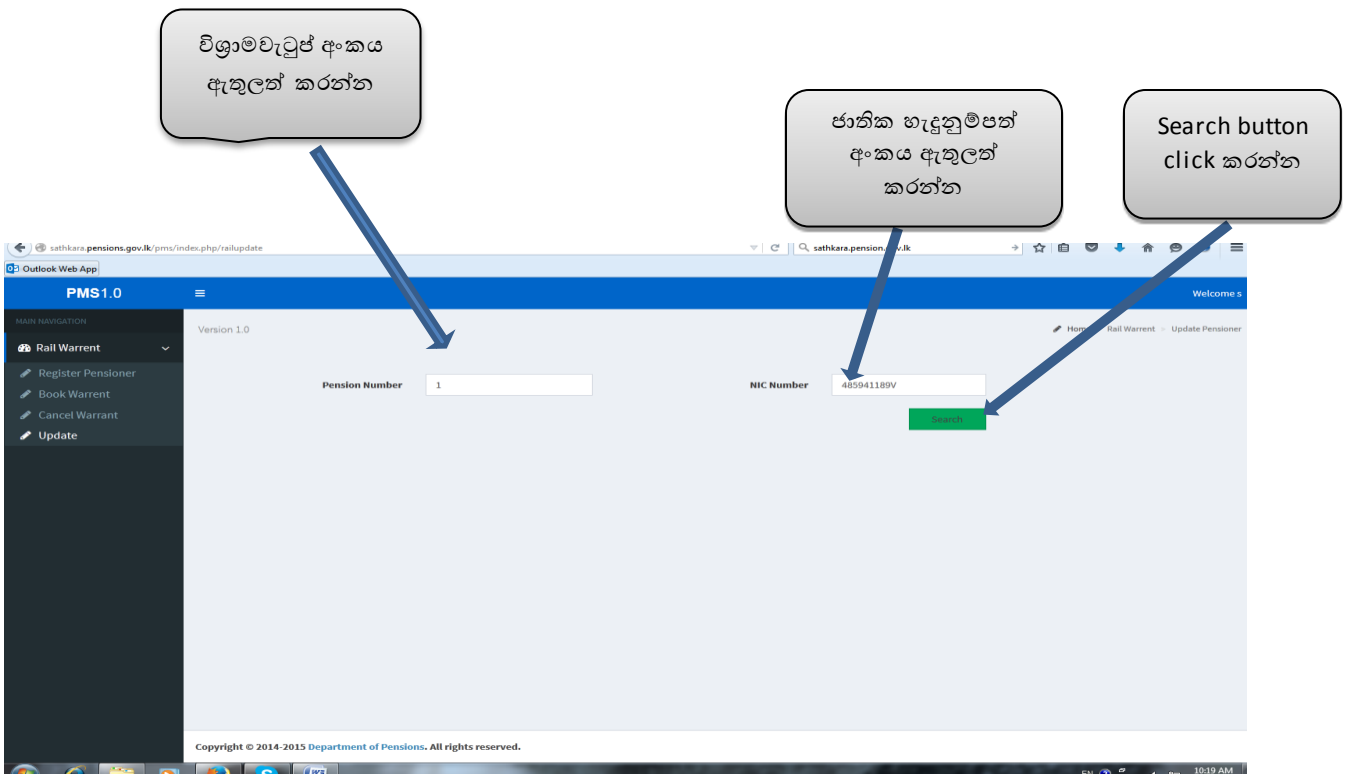 විශ්‍රාමවැටුප් අංකය
ඇතුලත් කරන්න
ජාතික හැදුනුම්පත්
අංකය ඇතුලත්
කරන්න
Search button
click කරන්න
sathkara.pensions.gov.lk/pms/index.php/railupdate
Outlook Web App
PMS1.0
Welcome s
MAIN NAVIGATION
Version 1.0
Rail Warrent
Update Pensioner
Rail Warrent
Register Pensioner
Book Warrent
Cancel Warrant
Update
Pension Number 1
NIC Number 485941189V
Search
Copyright © 2014-2015 Department of Pensions. All rights reserved.
EN
10:19 AM